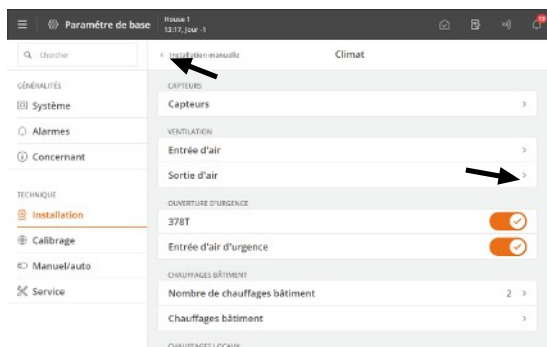 Paramètre de base
House 1
13:17, Jour -1
Chercher
Installation manuelle
Climat
GÉNÉRALITÉS
Système
Alarmes
Concernant
TECHNIQUE
Installation
Calibrage
Manuel/auto
Service
CAPTEURS
Capteurs
VENTILATION
Entrée d'air
Sortie d'air
OUVERTURE D'URGENCE
378T
Entrée d'air d'urgence
CHAUFFAGES BÂTIMENT
Nombre de chauffages bâtiment 2
Chauffages bâtiment
CHAUFFAGES LOCAUX